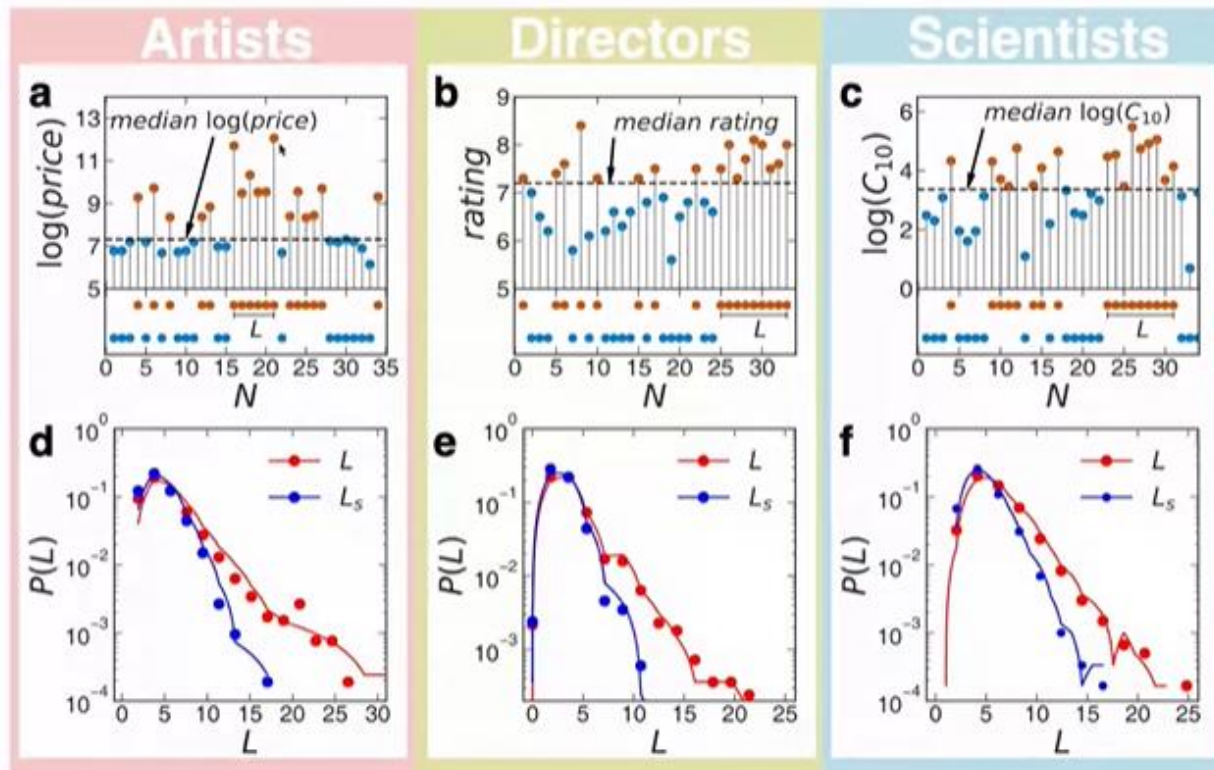 Artists
Directors
Scientists
a
median log(price)
log(price)
13
11
9
7
5
L
0 5 10 15 20 25 30 35
N
b
median rating
rating
9
8
7
6
5
L
0 5 10 15 20 25 30
N
c
median log(C10)
log(C10)
6
4
2
0
L
0 5 10 15 20 25 30
N
d
L
Ls
P(L)
10^0
10^-1
10^-2
10^-3
10^-4
0 5 10 15 20 25 30
L
e
L
Ls
P(L)
10^0
10^-1
10^-2
10^-3
0 5 10 15 20 25
L
f
L
Ls
P(L)
10^0
10^-1
10^-2
10^-3
10^-4
0 5 10 15 20 25
L